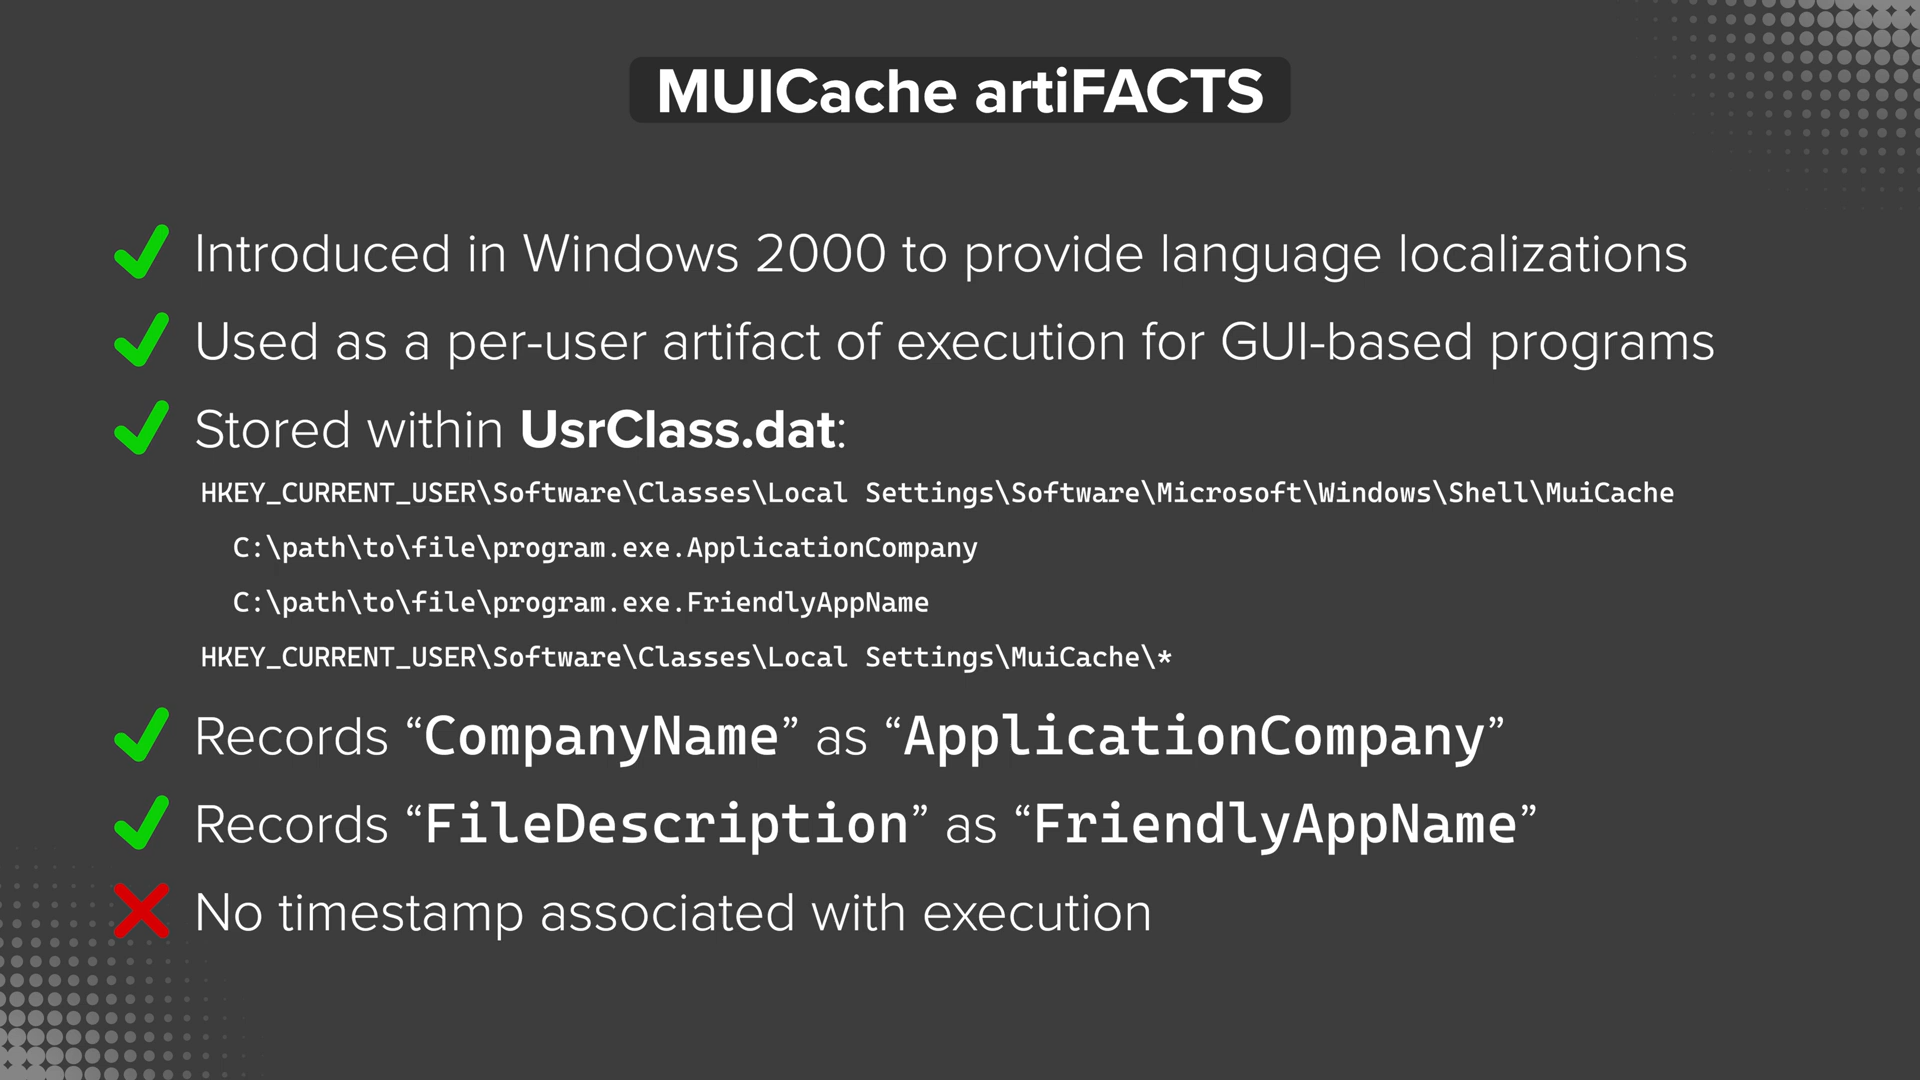 MUICache artiFACTS
Introduced in Windows 2000 to provide language localizations
Used as a per-user artifact of execution for GUI-based programs
Stored within UsrClass.dat:
HKEY_CURRENT_USER\Software\Classes\Local Settings\Software\Microsoft\Windows\Shell\MuiCache
C:\path\to\file\program.exe.ApplicationCompany
C:\path\to\file\program.exe.FriendlyAppName
HKEY_CURRENT_USER\Software\Classes\Local Settings\MuiCache\*
Records “CompanyName” as “ApplicationCompany”
Records “FileDescription” as “FriendlyAppName”
No timestamp associated with execution